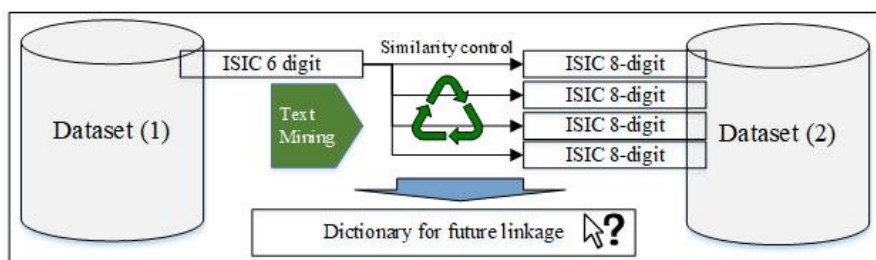 Similarity control
ISIC 6 digit
ISIC 8-digit
ISIC 8-digit
ISIC 8-digit
ISIC 8-digit
Text
Mining
Dataset (1)
Dataset (2)
Dictionary for future linkage ?